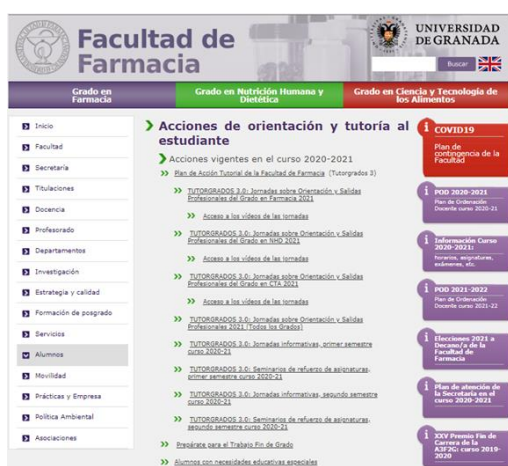 Facultad de
Farmacia
UNIVERSIDAD
DE GRANADA
Buscar
Grado en
Farmacia
Grado en Nutrición Humana y
Dietética
Grado en Ciencia y Tecnología de
los Alimentos
Inicio
Facultad
Secretaría
Titulaciones
Docencia
Profesorado
Departamentos
Investigación
Estrategia y calidad
Formación de posgrado
Servicios
Alumnos
Movilidad
Prácticas y Empresa
Política Ambiental
Asociaciones
Acciones de orientación y tutoría al
estudiante
Acciones vigentes en el curso 2020-2021
Plan de Acción Tutorial de la Facultad de Farmacia (Tutorgrados 3)
TUTORGRADOS 3.0: Jornadas sobre Orientación y Salidas
Profesionales del Grado en Farmacia 2021
Acceso a los vídeos de las jornadas
TUTORGRADOS 3.0: Jornadas sobre Orientación y Salidas
Profesionales del Grado en NHD 2021
Acceso a vídeos de las jornadas
TUTORGRADOS 3.0: Jornadas sobre Orientación y Salidas
Profesionales del Grado en CTA 2021
Acceso a vídeos de las jornadas
TUTORGRADOS 3.0: Jornadas sobre Orientación y Salidas
Profesionales 2021 (Todos los Grados)
TUTORGRADOS 3.0: Jornadas informativas, primer semestre
curso 2020-21
TUTORGRADOS 3.0: Seminarios de refuerzo de asignaturas,
primer semestre curso 2020-21
TUTORGRADOS 3.0: Jornadas informativas, segundo semestre
curso 2020-21
TUTORGRADOS 3.0: Seminarios de refuerzo de asignaturas,
segundo semestre curso 2020-21
Prepárate para el Trabajo Fin de Grado
Alumnos con necesidades educativas especiales
COVID19
Plan de
contingencia de la
Facultad
POD 2020-2021
Plan de Ordenación
Docente curso 2020-21
Información Curso
2020-2021:
horarios, asignaturas,
exámenes, etc.
POD 2021-2022
Plan de Ordenación
Docente curso 2021-22
Elecciones 2021 a
Decano/a de la
Facultad de
Farmacia
Plan de atención de
la Secretaría en el
curso 2020-2021
XXV Premio Fin de
Carrera de la
A3F2G: curso 2019-
2020